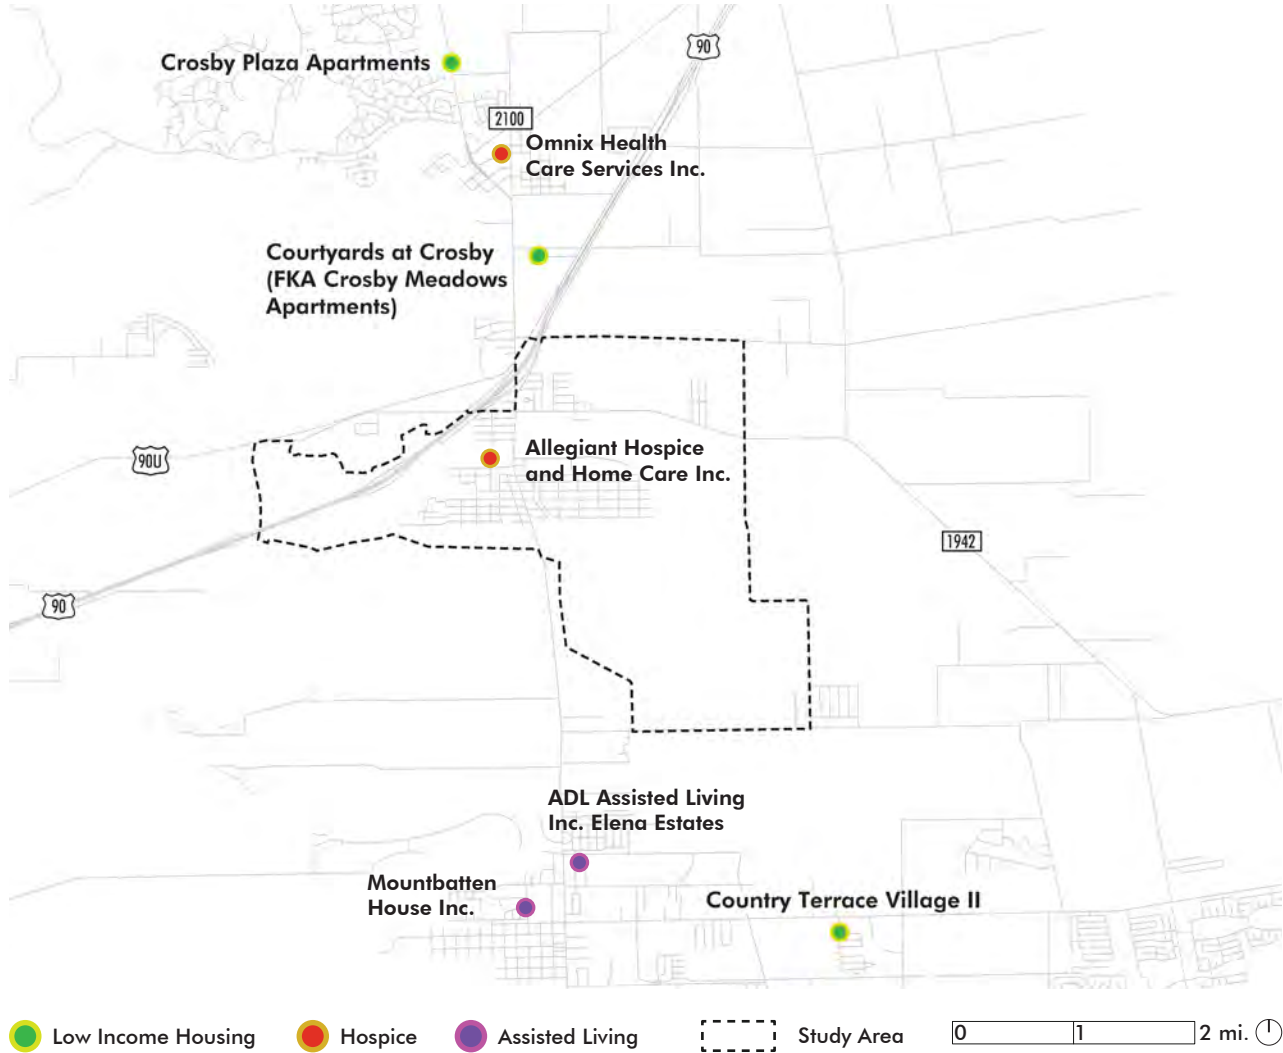 90
Crosby Plaza Apartments
2100
Omnix Health
Care Services Inc.
Courtyards at Crosby
(FKA Crosby Meadows
Apartments)
90U
Allegiant Hospice
and Home Care Inc.
1942
90
ADL Assisted Living
Inc. Elena Estates
Mountbatten
House Inc.
Country Terrace Village II
Low Income Housing
Hospice
Assisted Living
Study Area
0 1 2 mi.